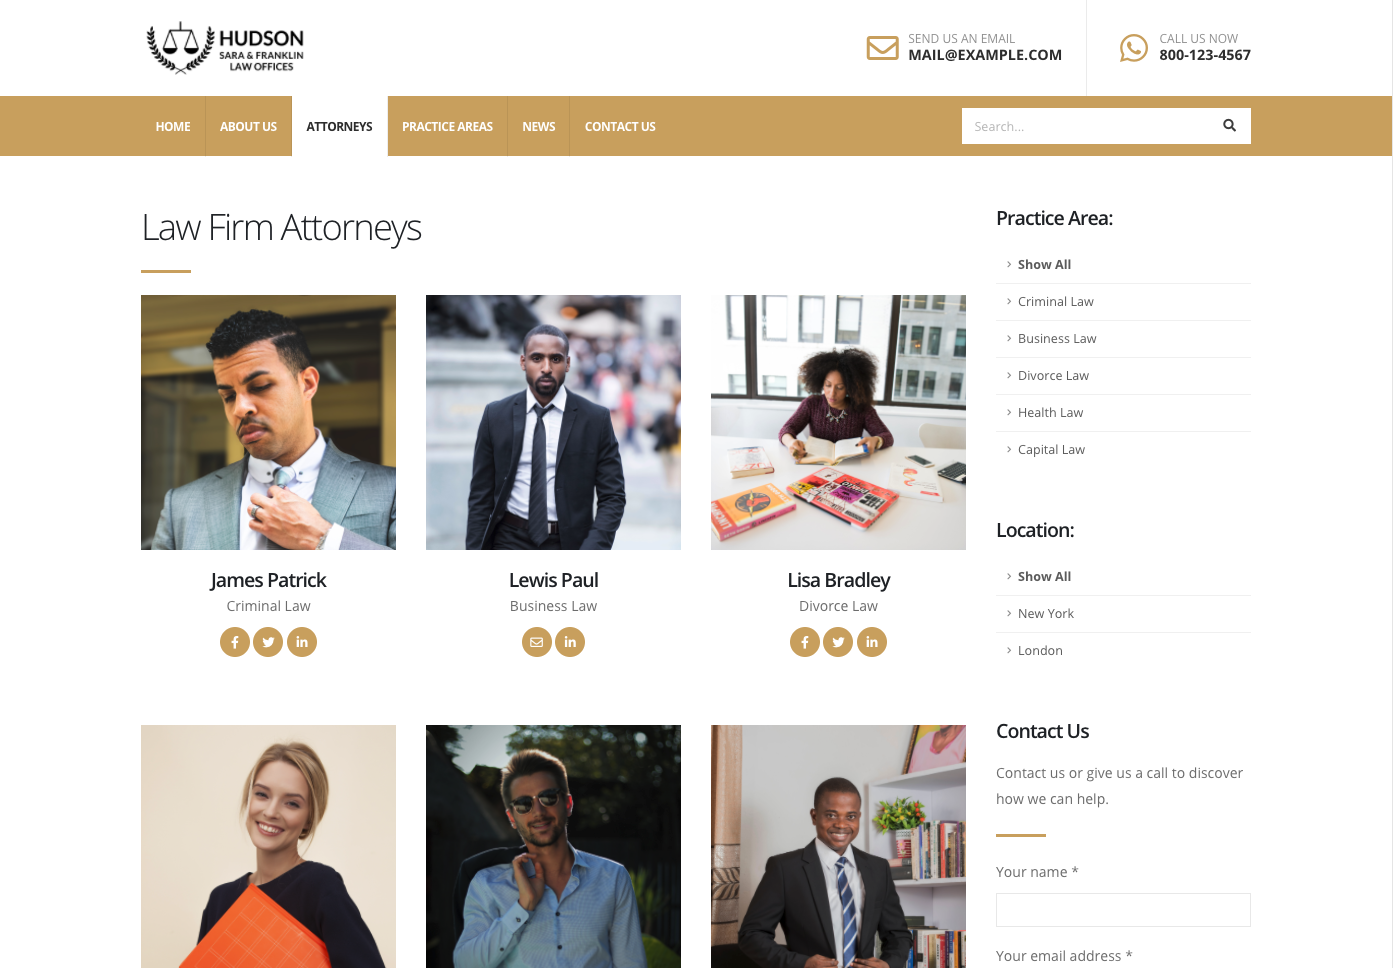 HUDSON
SARA & FRANKLIN
LAW OFFICES
SEND US AN EMAIL
MAIL@EXAMPLE.COM
CALL US NOW
800-123-4567
HOME
ABOUT US
ATTORNEYS
PRACTICE AREAS
NEWS
CONTACT US
Search...
Law Firm Attorneys
James Patrick
Criminal Law
Lewis Paul
Business Law
Lisa Bradley
Divorce Law
Practice Area:
Show All
Criminal Law
Business Law
Divorce Law
Health Law
Capital Law
Location:
Show All
New York
London
Contact Us
Contact us or give us a call to discover
how we can help.
Your name *
Your email address *